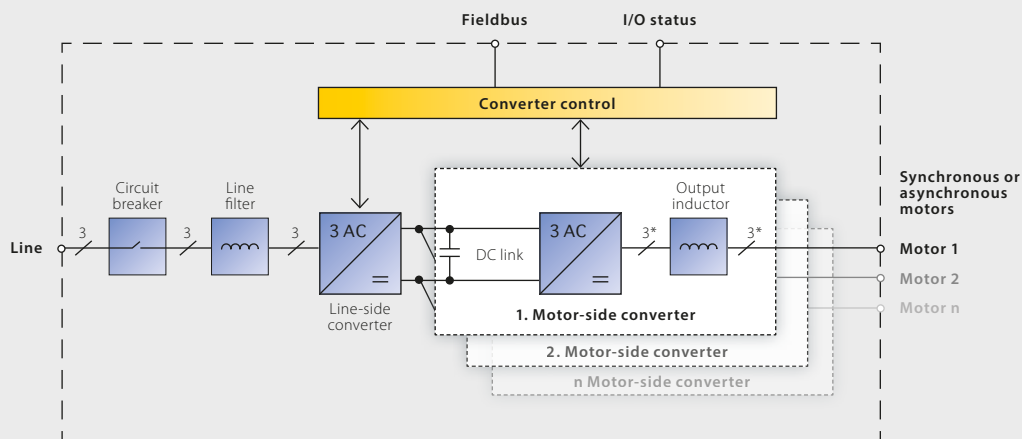 Fieldbus
I/O status
Converter control
Synchronous or
asynchronous
motors
Circuit
breaker
Line
filter
Output
inductor
Line
3
3
3
3 AC
=
DC link
3 AC
=
3*
3*
Motor 1
Motor 2
Motor n
Line-side
converter
1. Motor-side converter
2. Motor-side converter
n Motor-side converter